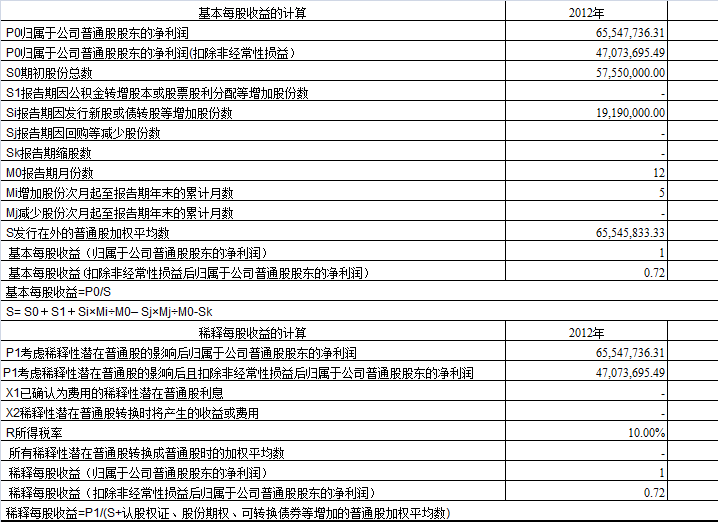 基本每股收益的计算 2012年
P0归属于公司普通股股东的净利润 65,547,736.31
P0归属于公司普通股股东的净利润(扣除非经常性损益） 47,073,695.49
S0期初股份总数 57,550,000.00
S1报告期因公积金转增股本或股票股利分配等增加股份数 -
Si报告期因发行新股或债转股等增加股份数 19,190,000.00
Sj报告期因回购等减少股份数 -
Sk报告期缩股数 -
M0报告期月份数 12
Mi增加股份次月起至报告期年末的累计月数 5
Mj减少股份次月起至报告期年末的累计月数 -
S发行在外的普通股加权平均数 65,545,833.33
基本每股收益（归属于公司普通股股东的净利润） 1
基本每股收益(扣除非经常性损益后归属于公司普通股股东的净利润） 0.72
基本每股收益=P0/S
S= S0＋S1＋Si×Mi÷M0– Sj×Mj÷M0-Sk
稀释每股收益的计算 2012年
P1考虑稀释性潜在普通股的影响后归属于公司普通股股东的净利润 65,547,736.31
P1考虑稀释性潜在普通股的影响后且扣除非经常性损益后归属于公司普通股股东的净利润 47,073,695.49
X1已确认为费用的稀释性潜在普通股利息 -
X2稀释性潜在普通股转换时将产生的收益或费用 -
R所得税率 10.00%
所有稀释性潜在普通股转换成普通股时的加权平均数 -
稀释每股收益（归属于公司普通股股东的净利润） 1
稀释每股收益（扣除非经常性损益后归属于公司普通股股东的净利润） 0.72
稀释每股收益=P1/(S+认股权证、股份期权、可转换债券等增加的普通股加权平均数）